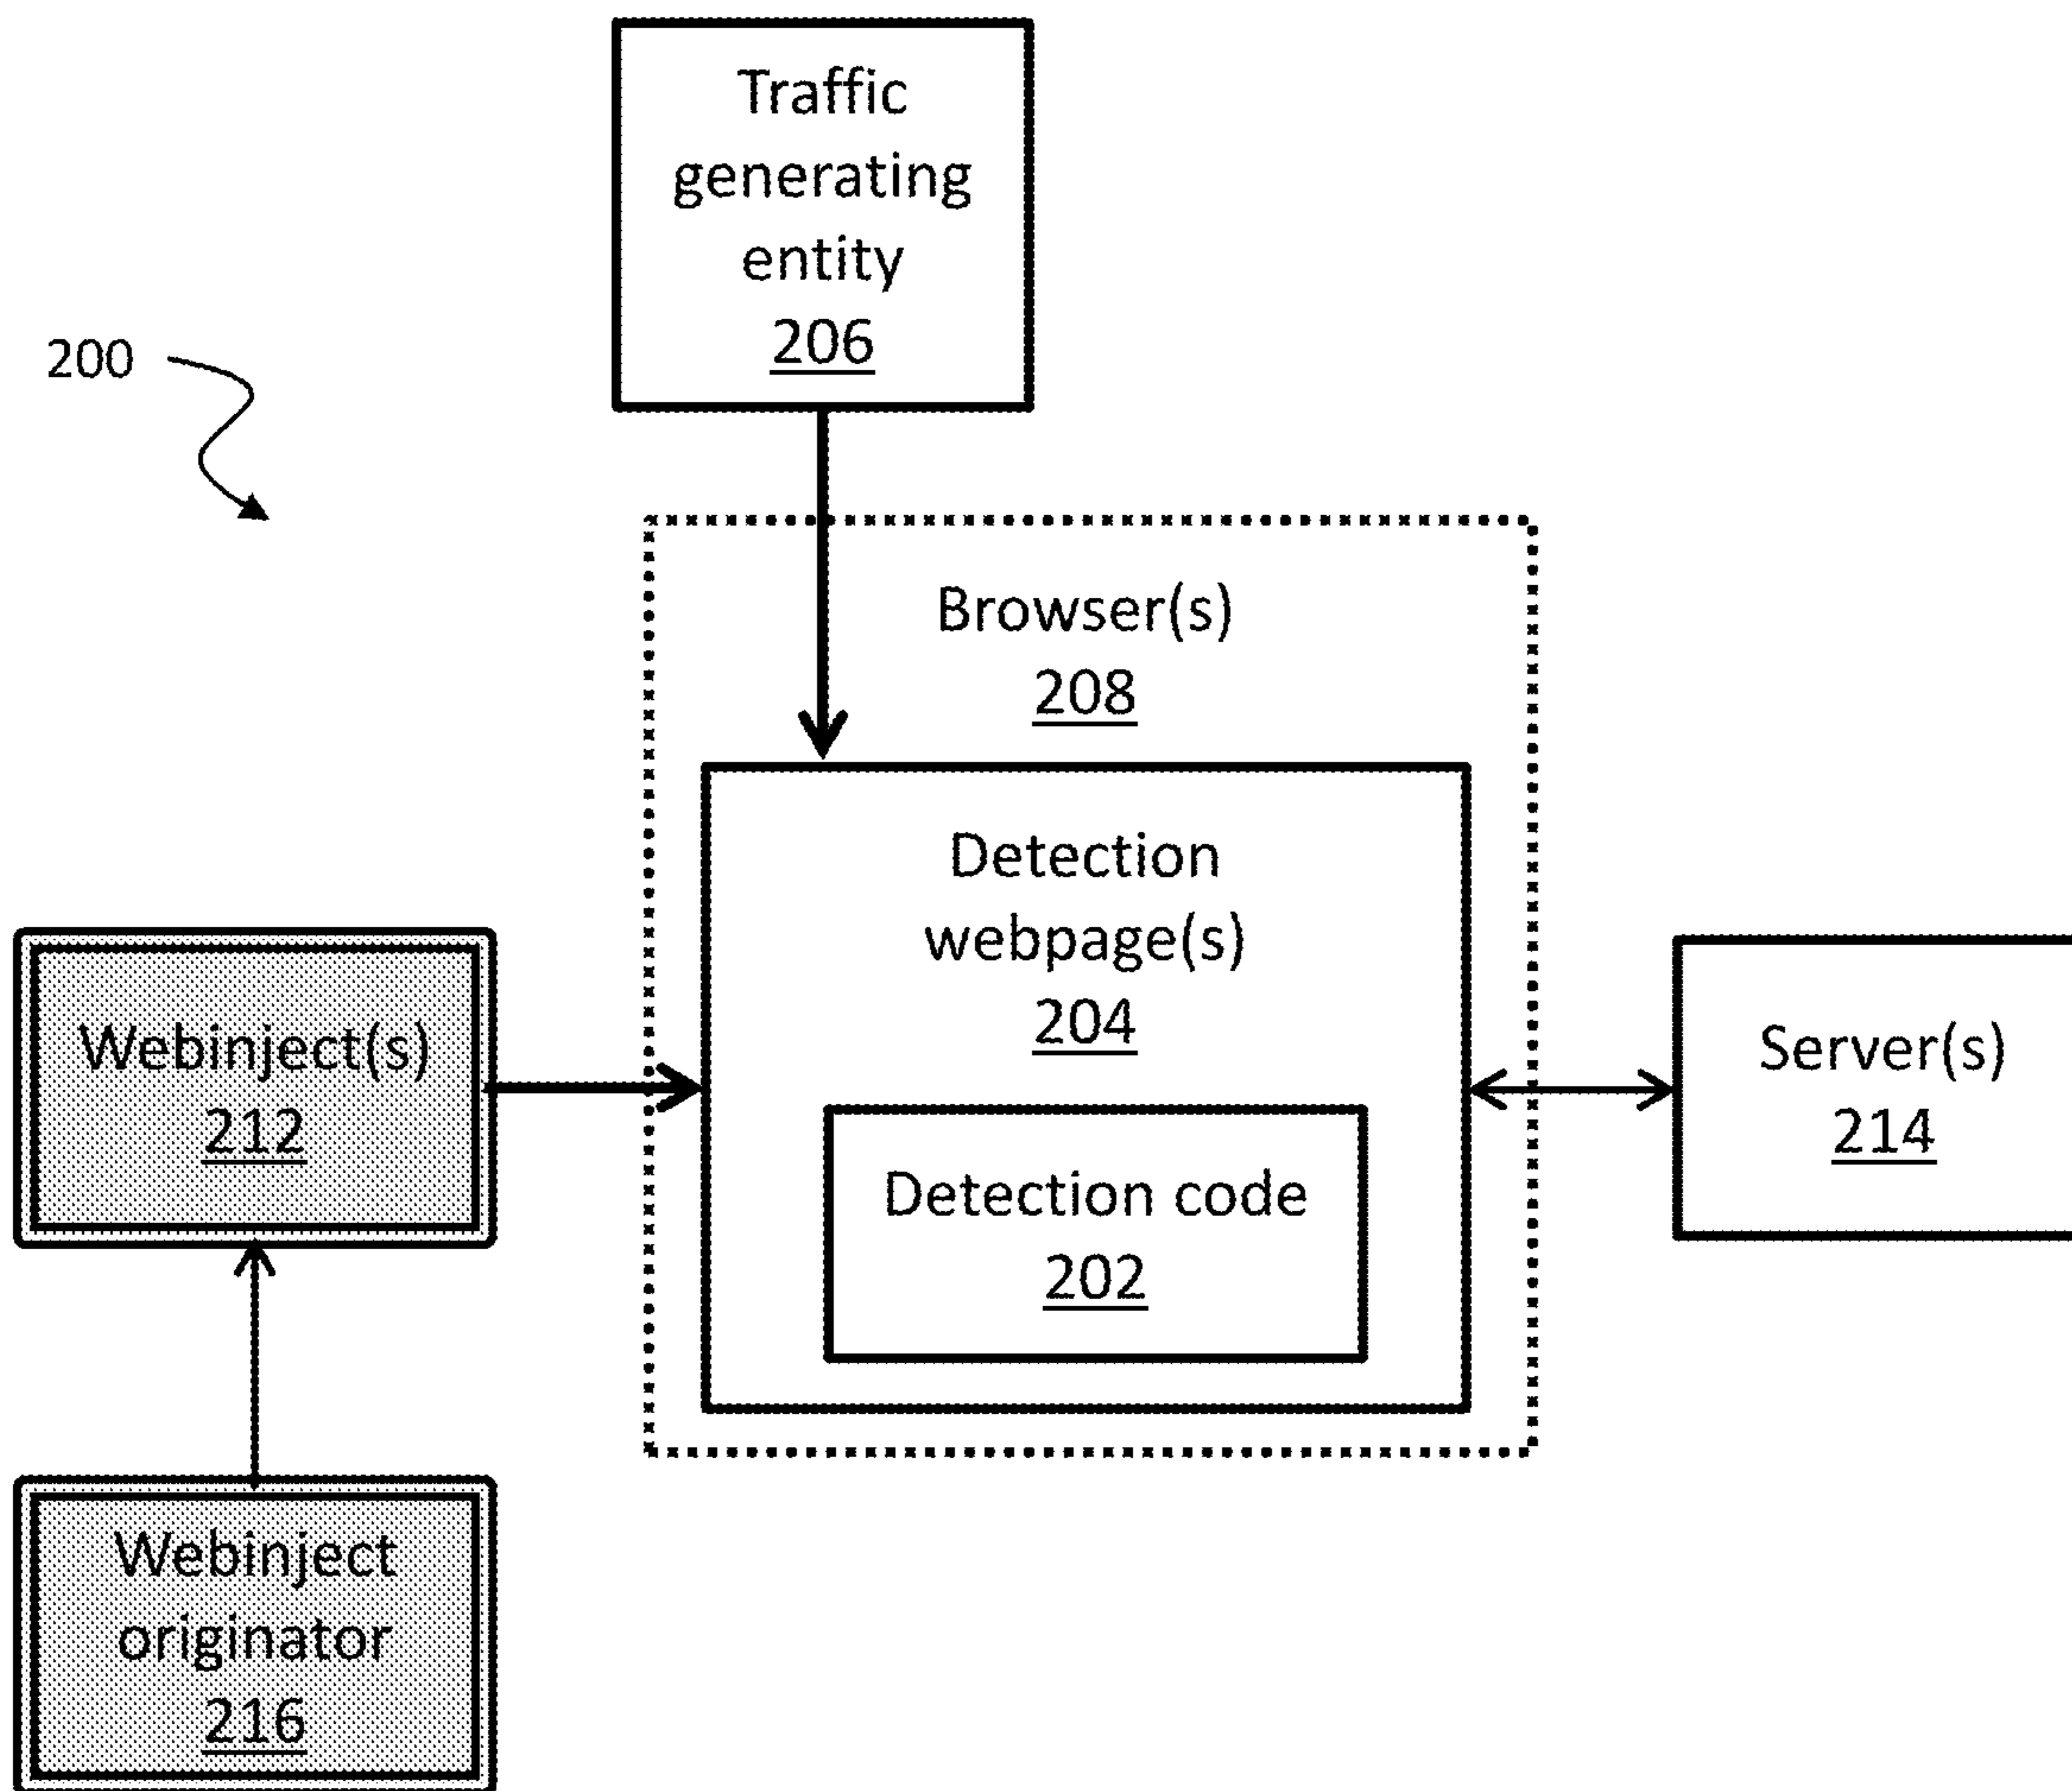 Traffic
generating
entity
206
200
Browser(s)
208
Detection
webpage(s)
204
Webinject(s)
212
Server(s)
214
Detection code
202
Webinject
originator
216